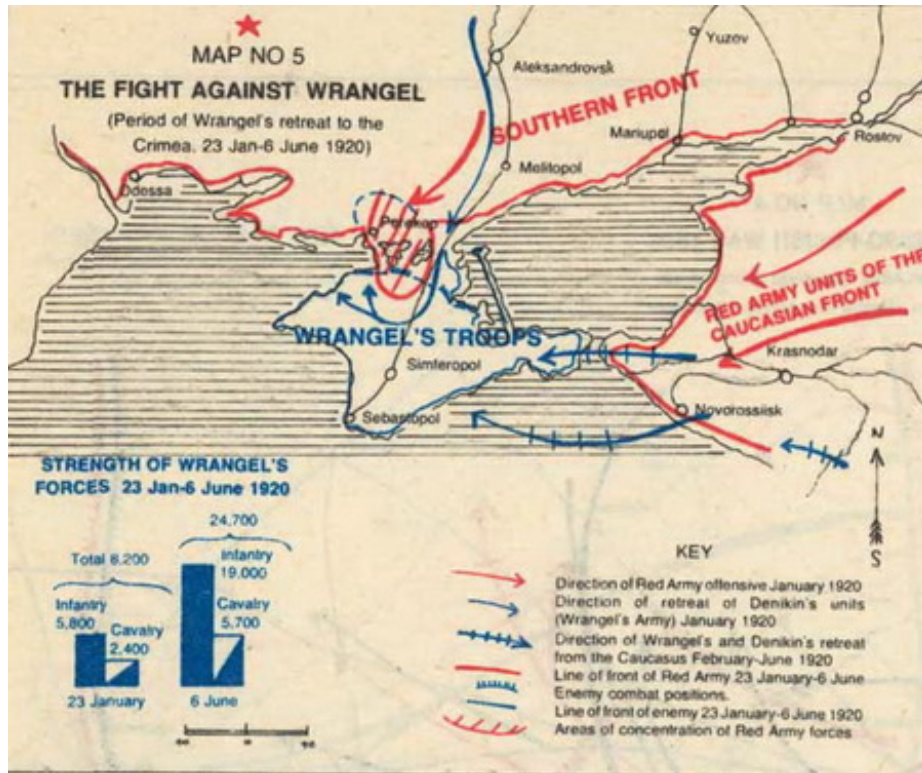 MAP NO 5
THE FIGHT AGAINST WRANGEL
(Period of Wrangel's retreat to the
Crimea. 23 Jan-6 June 1920)
Aleksandrovsk
Yuzov
SOUTHERN FRONT
Mariupol
Rostov
Melitopol
Odessa
Perekop
RED ARMY UNITS OF THE
CAUCASIAN FRONT
WRANGEL'S TROOPS
Krasnodar
Simferopol
Sebastopol
Novorossiisk
N
S
STRENGTH OF WRANGEL'S
FORCES 23 Jan-6 June 1920
24,700
Total 8,200
Infantry
19,000
Infantry
5,800
Cavalry
2,400
Cavalry
5,700
23 January
6 June
KEY
Direction of Red Army offensive January 1920
Direction of retreat of Denikin's units
(Wrangel's Army) January 1920
Direction of Wrangel's and Denikin's retreat
from the Caucasus February-June 1920
Line of front of Red Army 23 January-6 June
Enemy combat positions.
Line of front of enemy 23 January-6 June 1920
Areas of concentration of Red Army forces